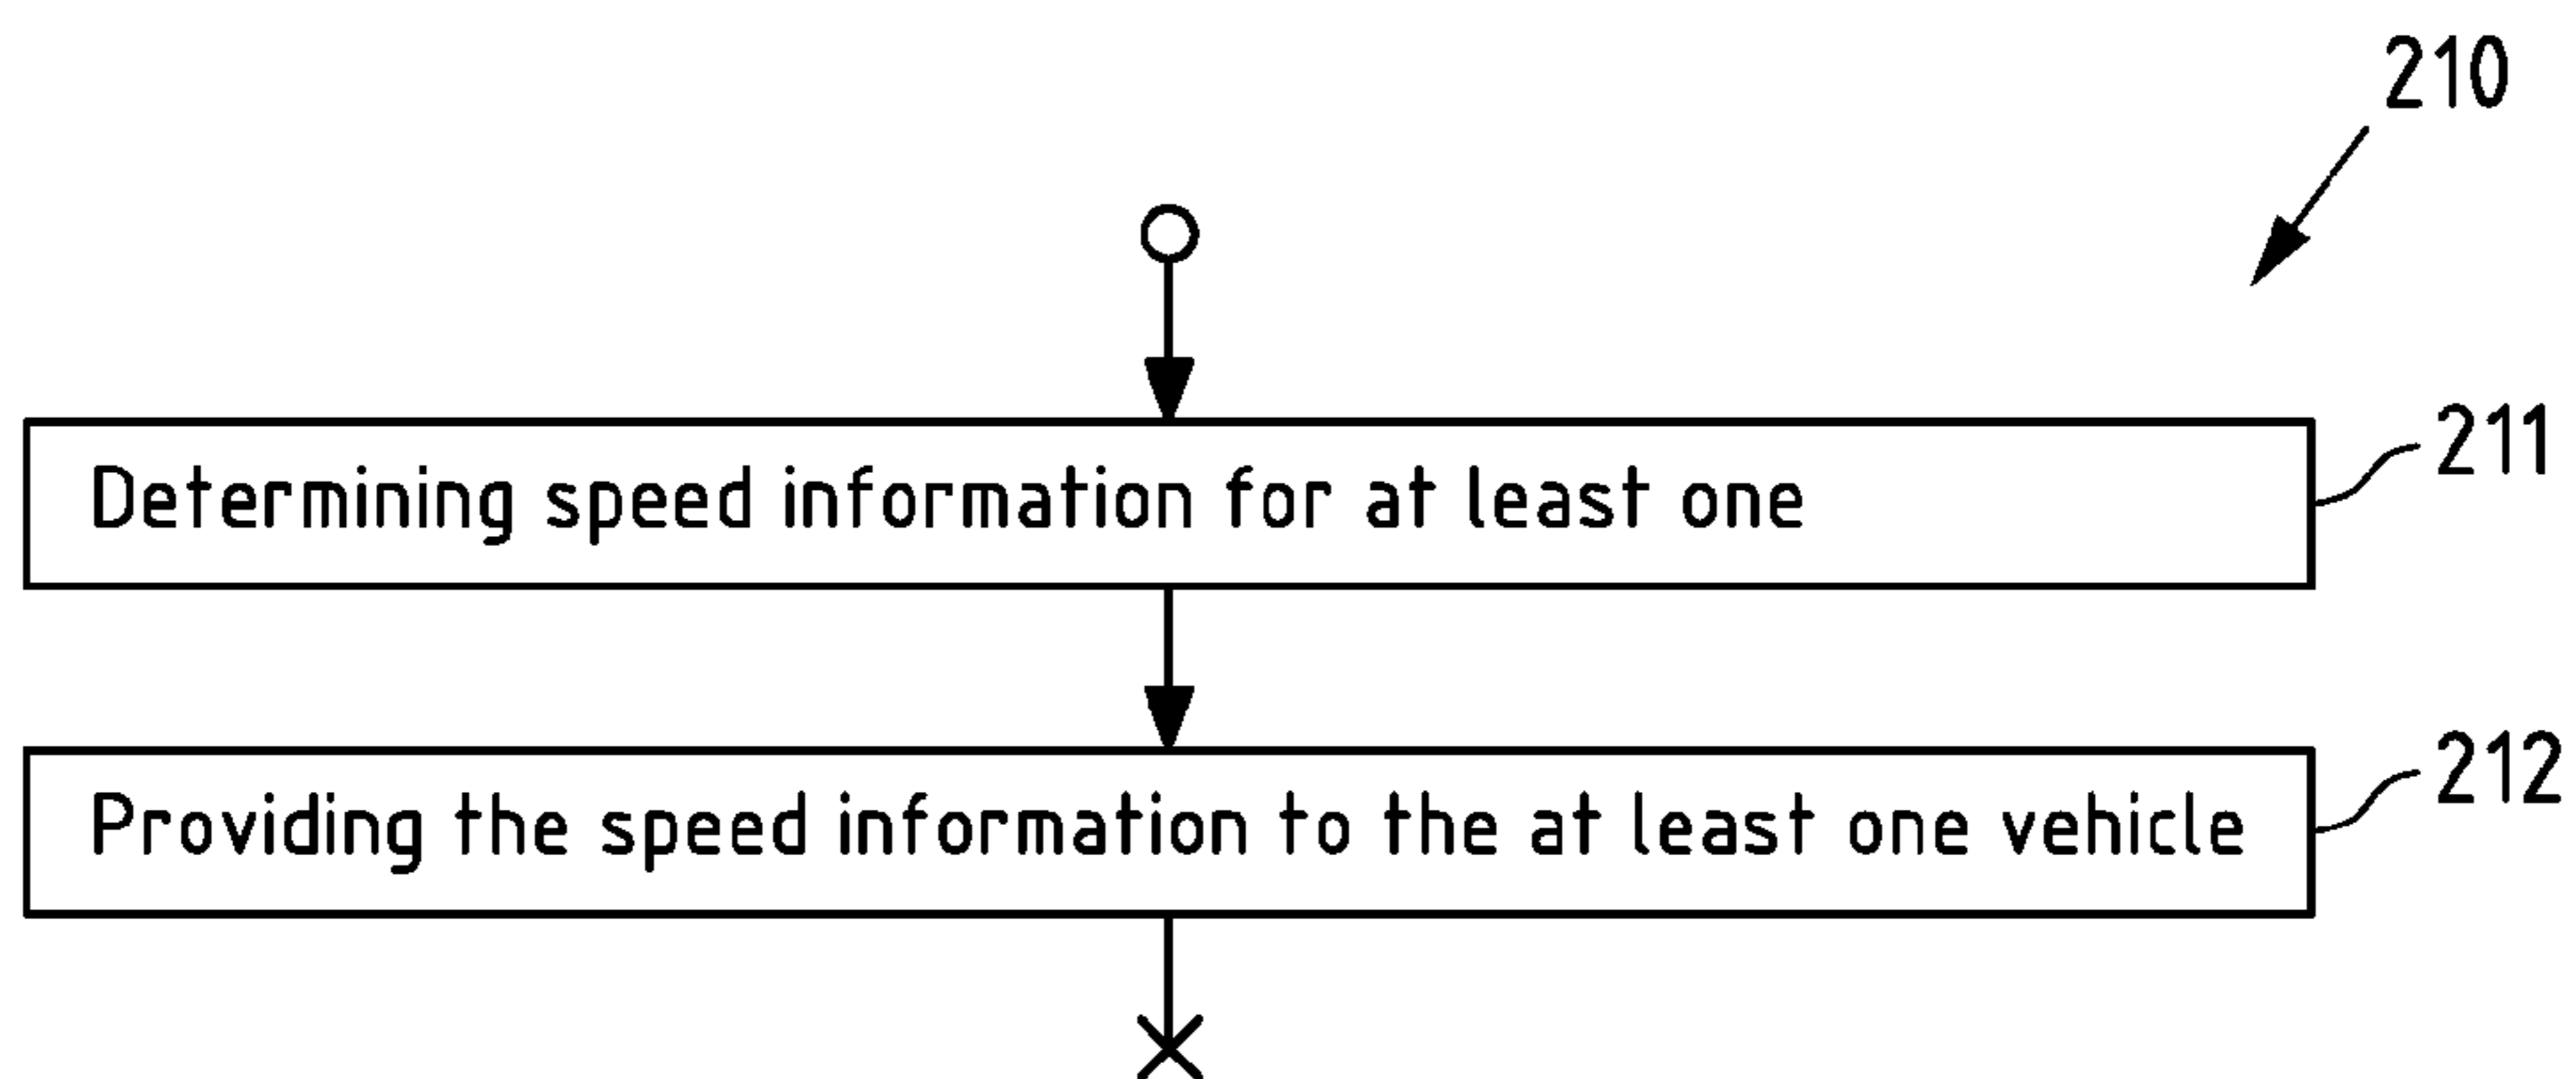 210
Determining speed information for at least one
211
Providing the speed information to the at least one vehicle
212